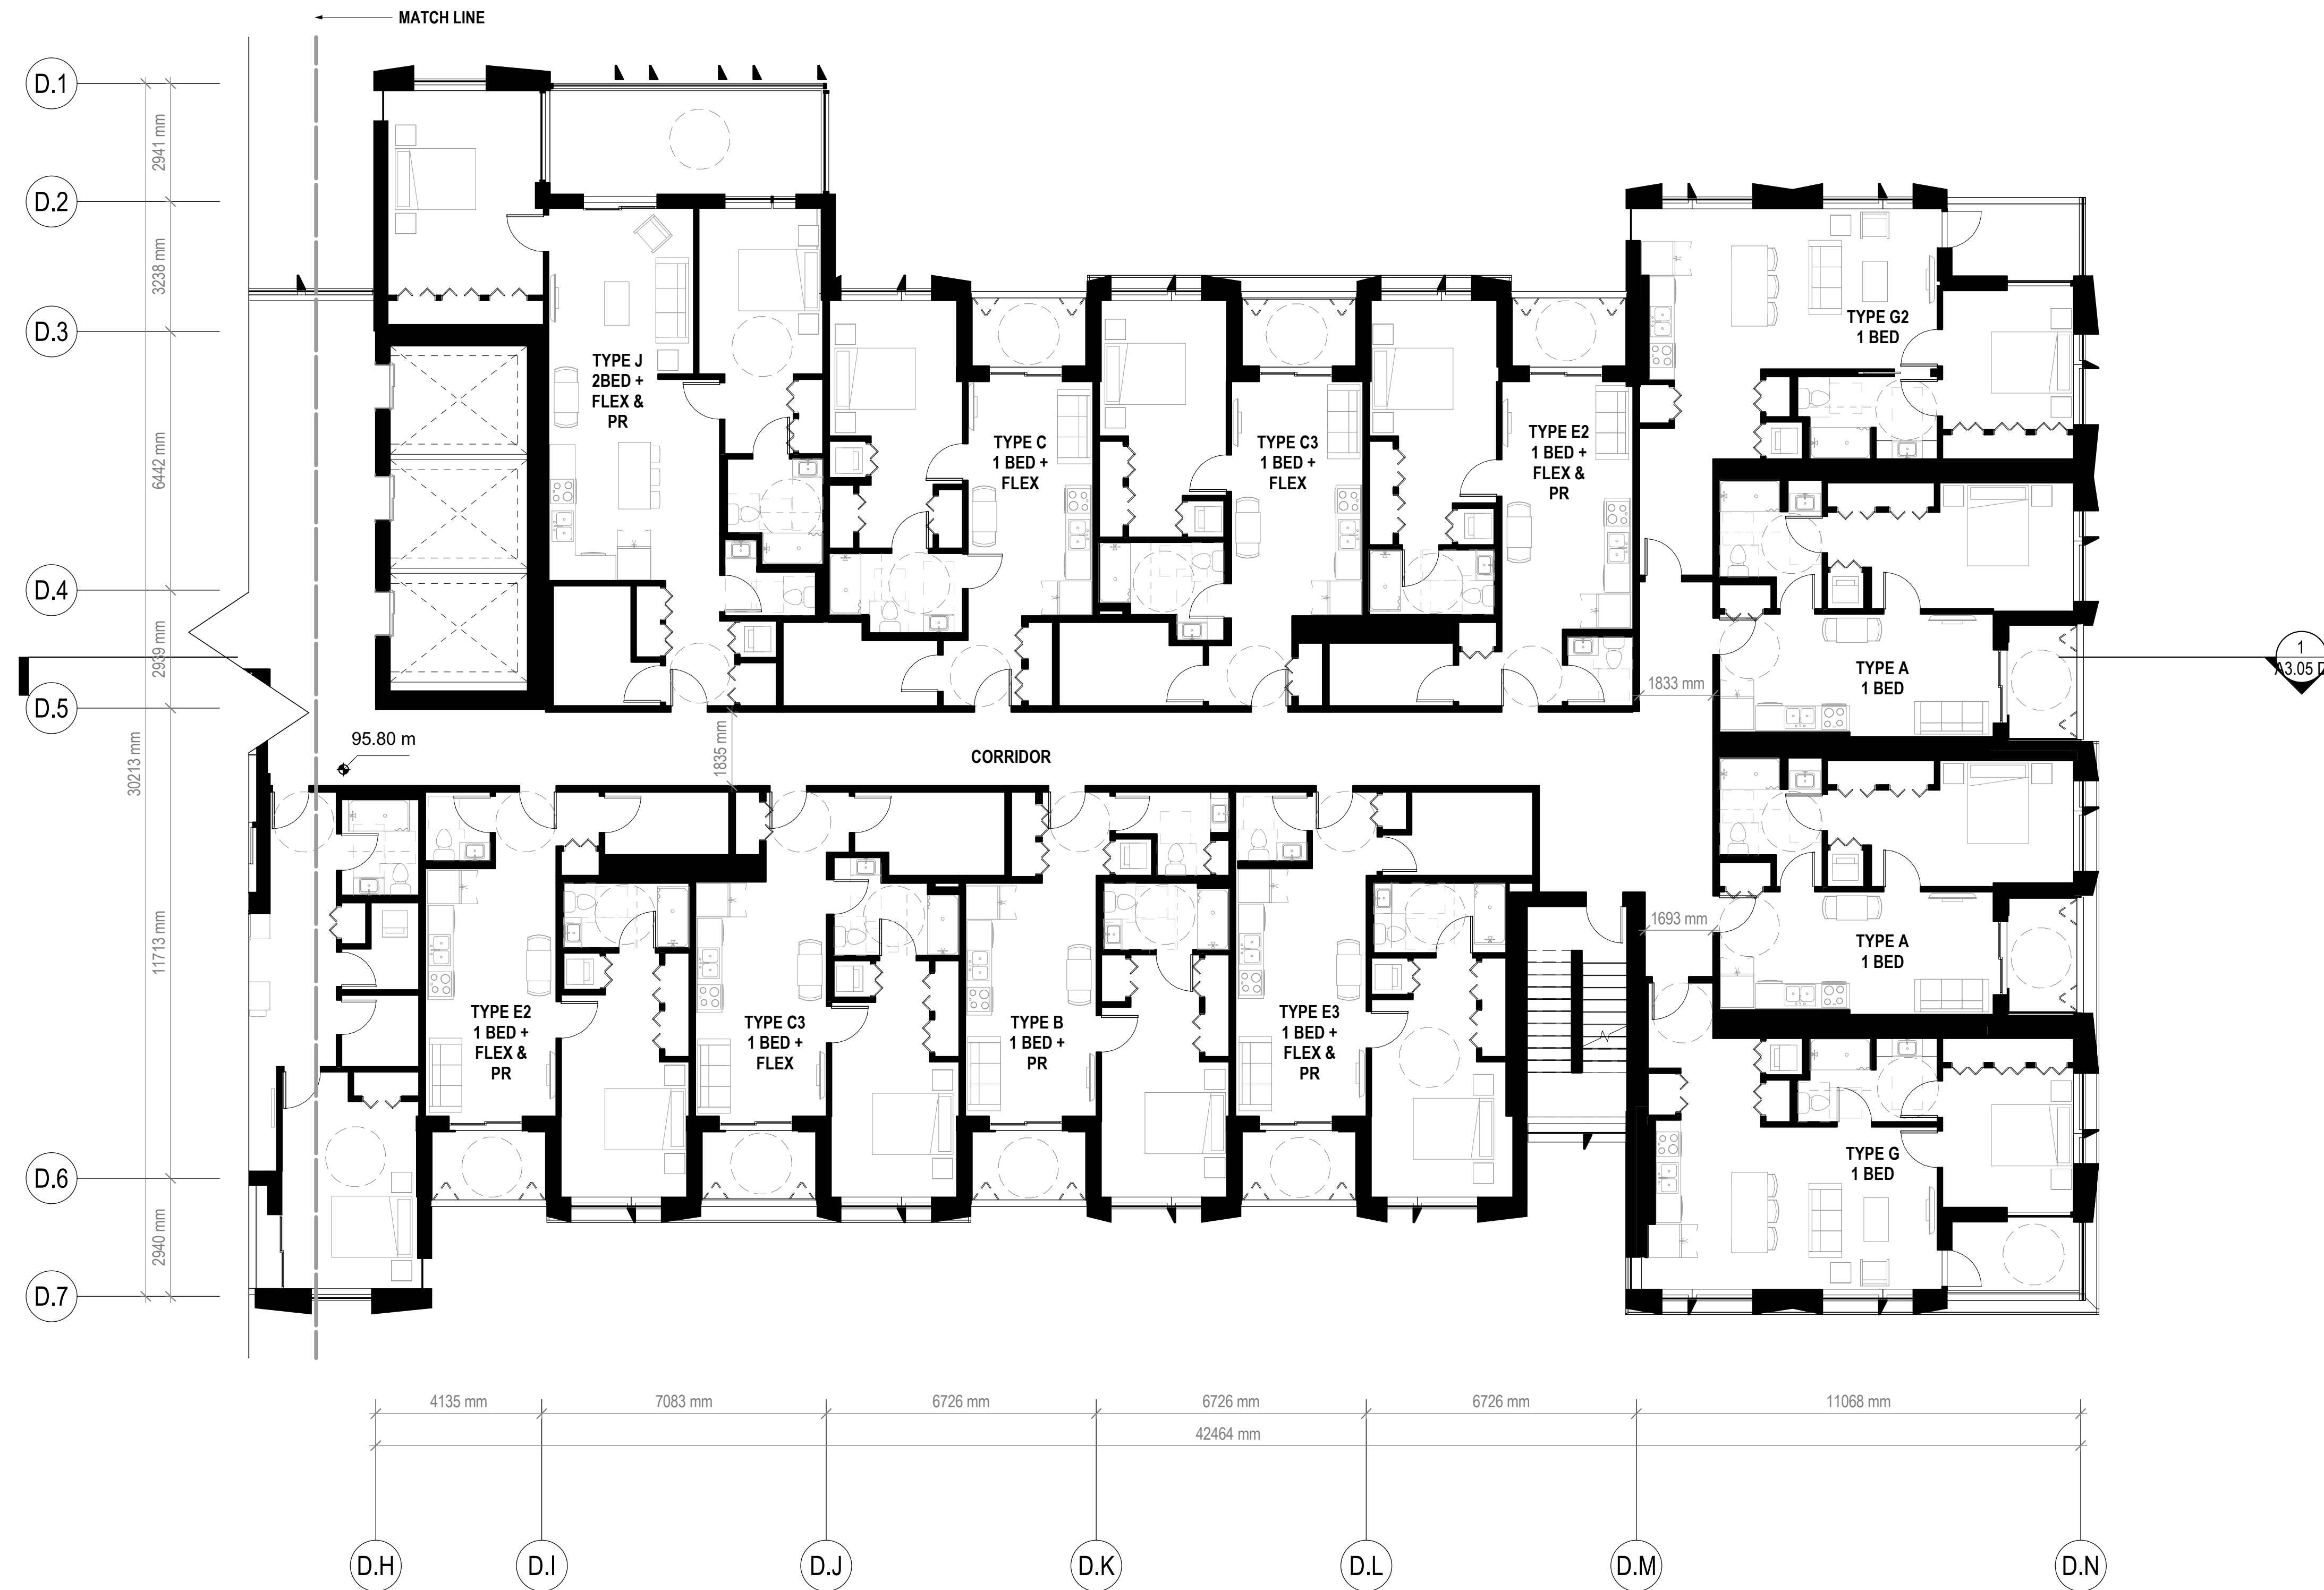 MATCH LINE
D.1
D.2
D.3
D.4
D.5
D.6
D.7
2941 mm
3238 mm
6442 mm
2939 mm
11713 mm
2940 mm
30213 mm
TYPE J
2BED +
FLEX &
PR
TYPE C
1 BED +
FLEX
TYPE C3
1 BED +
FLEX
TYPE E2
1 BED +
FLEX &
PR
TYPE G2
1 BED
TYPE A
1 BED
1833 mm
1
A3.05 D
95.80 m
1835 mm
CORRIDOR
1693 mm
TYPE A
1 BED
TYPE E2
1 BED +
FLEX &
PR
TYPE C3
1 BED +
FLEX
TYPE B
1 BED +
PR
TYPE E3
1 BED +
FLEX &
PR
TYPE G
1 BED
4135 mm
7083 mm
6726 mm
6726 mm
6726 mm
11068 mm
42464 mm
D.H
D.I
D.J
D.K
D.L
D.M
D.N